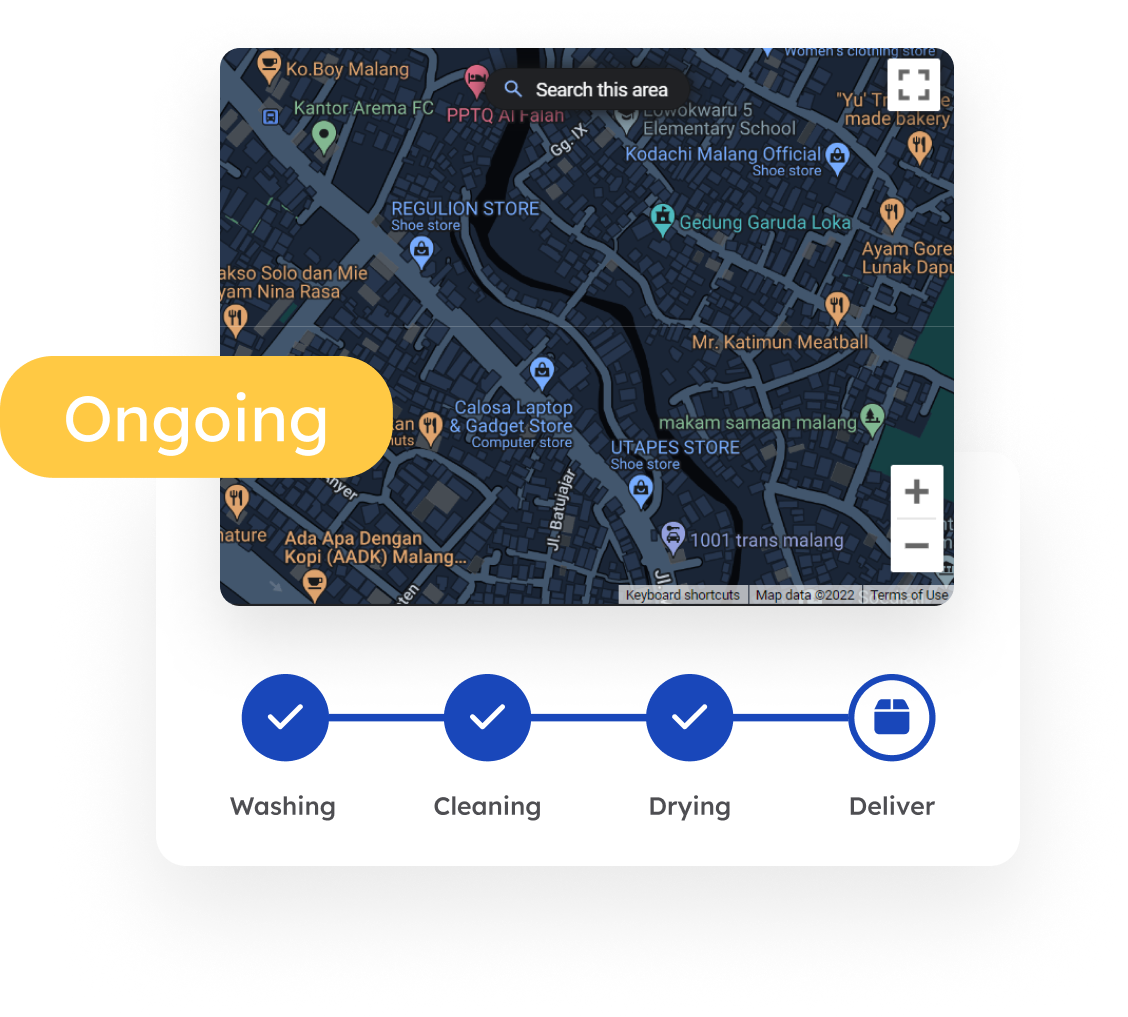 Women's clothing store
Ko.Boy Malang
Search this area
Kantor Arema FC
PPTQ Al Falah
Gg. IX
Lowokwaru 5
Elementary School
"Yu'
made bakery
Kodachi Malang Official
Shoe store
REGULION STORE
Shoe store
Gedung Garuda Loka
Ayam Gore
Lunak Dapu
akso Solo dan Mie
yam Nina Rasa
Mr. Katimun Meatball
Ongoing
Calosa Laptop
& Gadget Store
Computer store
makam samaan malang
UTAPES STORE
Shoe store
+
−
Jl. Batujajar
ature
Ada Apa Dengan
Kopi (AADK) Malang...
1001 trans malang
Jl
Keyboard shortcuts
Map data ©2022
Terms of Use
Washing
Cleaning
Drying
Deliver